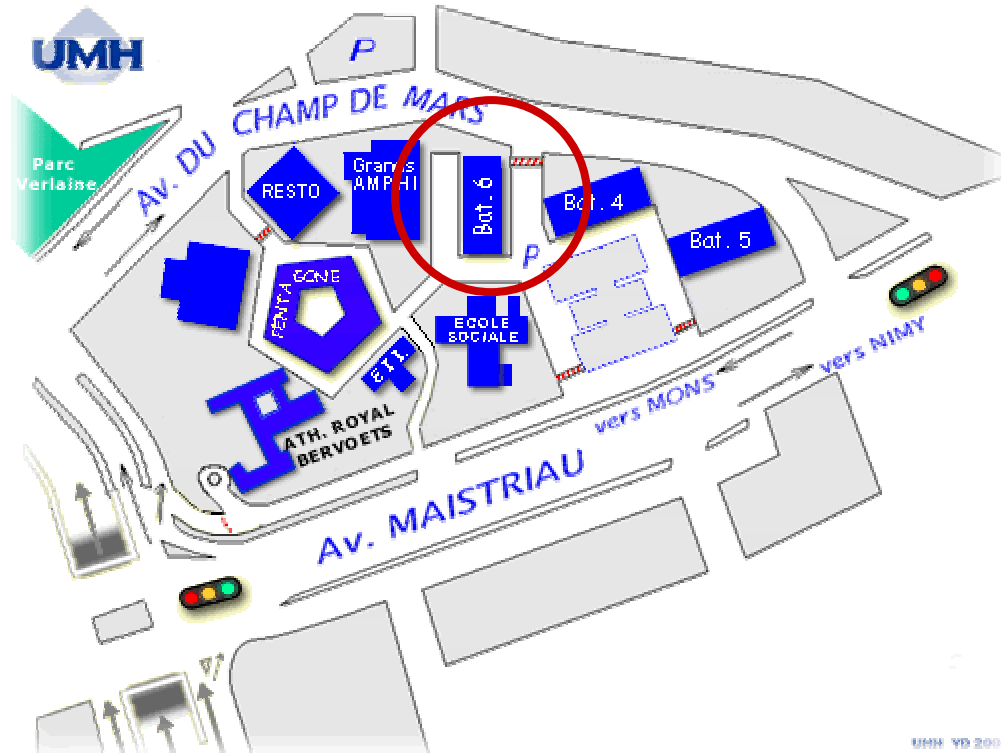 UMH
P
Av. DU CHAMP DE MARS
Parc
Verlaine
RESTO
Grands
AMPHI
Bat. 6
Bat. 4
Bat. 5
P
PENTAGONE
ECOLE
SOCIALE
ATH. ROYAL
BERVOETS
vers MONS
vers NIMY
Av. MAISTRIAU
UMH YD 200